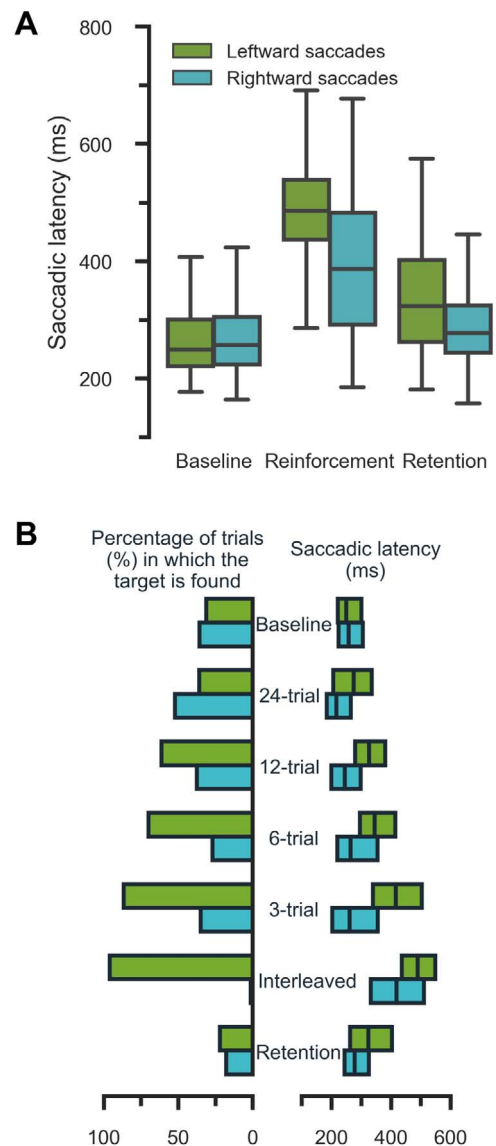 A
800
Leftward saccades
Rightward saccades
600
400
200
Saccadic latency (ms)
Baseline Reinforcement Retention
B
Percentage of trials
(%) in which the
target is found
Saccadic latency
(ms)
Baseline
24-trial
12-trial
6-trial
3-trial
Interleaved
Retention
100 50 0 200 400 600